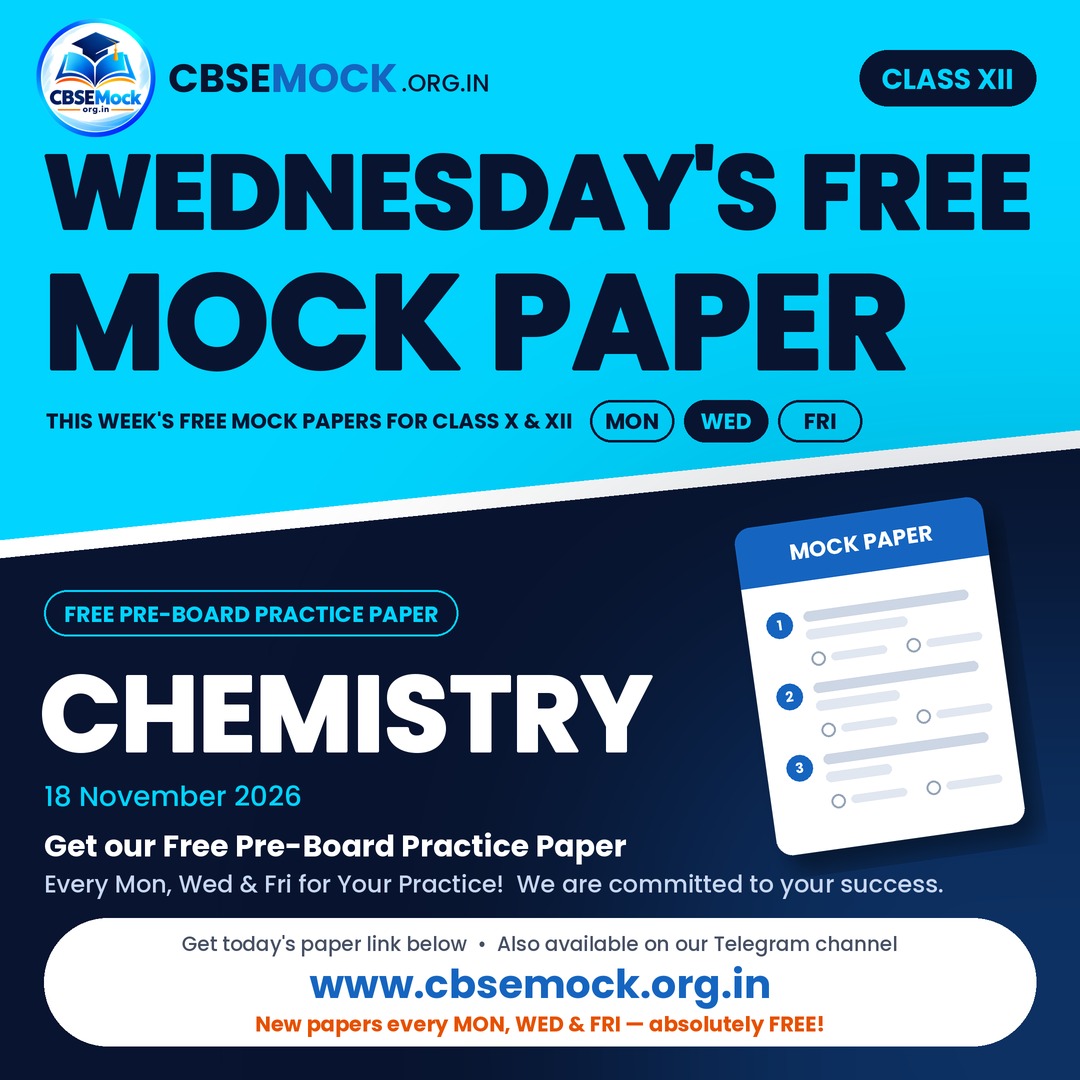 CBSEMock
org.in
CBSEMOCK.ORG.IN
CLASS XII
WEDNESDAY'S FREE
MOCK PAPER
THIS WEEK'S FREE MOCK PAPERS FOR CLASS X & XII MON WED FRI
MOCK PAPER
1
2
3
FREE PRE-BOARD PRACTICE PAPER
CHEMISTRY
18 November 2026
Get our Free Pre-Board Practice Paper
Every Mon, Wed & Fri for Your Practice! We are committed to your success.
Get today's paper link below • Also available on our Telegram channel
www.cbsemock.org.in
New papers every MON, WED & FRI — absolutely FREE!